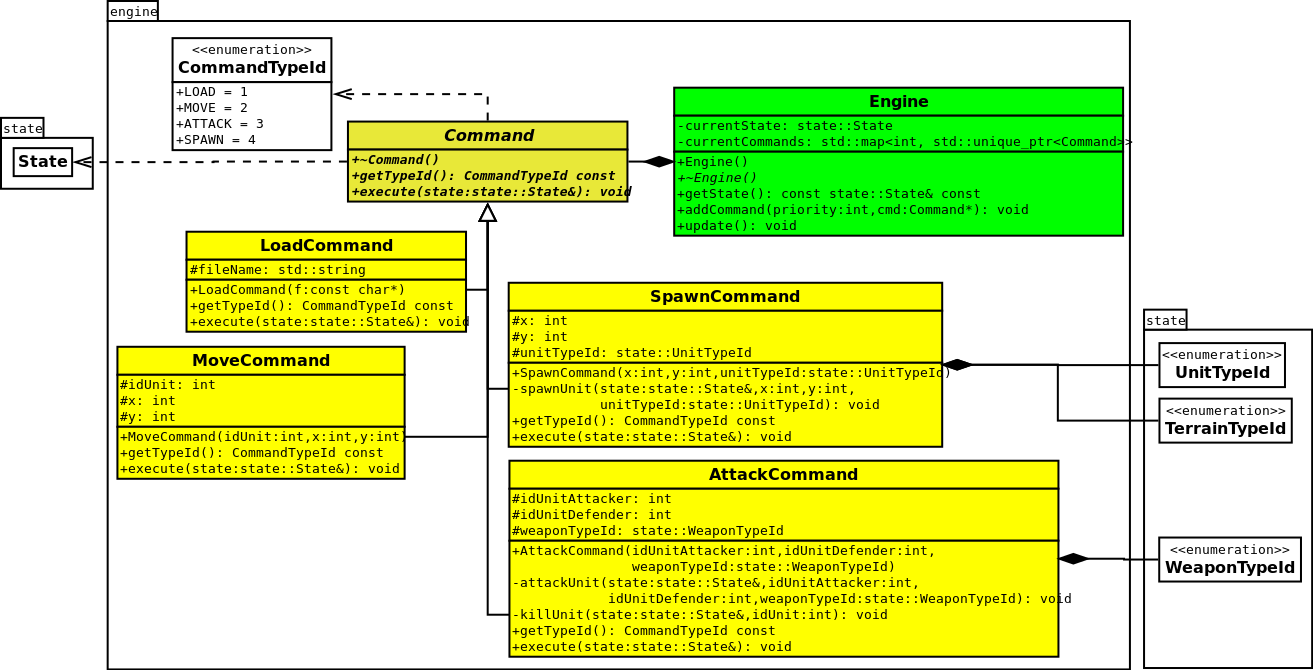 engine
<<enumeration>>
CommandTypeId
+LOAD = 1
+MOVE = 2
+ATTACK = 3
+SPAWN = 4
state
State
Command
+~Command()
+getTypeId(): CommandTypeId const
+execute(state:state::State&): void
Engine
-currentState: state::State
-currentCommands: std::map<int, std::unique_ptr<Command>>
+Engine()
+~Engine()
+getState(): const state::State& const
+addCommand(priority:int,cmd:Command*): void
+update(): void
LoadCommand
#fileName: std::string
+LoadCommand(f:const char*)
+getTypeId(): CommandTypeId const
+execute(state:state::State&): void
MoveCommand
#idUnit: int
#x: int
#y: int
+MoveCommand(idUnit:int,x:int,y:int)
+getTypeId(): CommandTypeId const
+execute(state:state::State&): void
SpawnCommand
#x: int
#y: int
#unitTypeId: state::UnitTypeId
+SpawnCommand(x:int,y:int,unitTypeId:state::UnitTypeId)
-spawnUnit(state:state::State&,x:int,y:int,
unitTypeId:state::UnitTypeId): void
+getTypeId(): CommandTypeId const
+execute(state:state::State&): void
AttackCommand
#idUnitAttacker: int
#idUnitDefender: int
#weaponTypeId: state::WeaponTypeId
+AttackCommand(idUnitAttacker:int,idUnitDefender:int,
weaponTypeId:state::WeaponTypeId)
-attackUnit(state:state::State&,idUnitAttacker:int,
idUnitDefender:int,weaponTypeId:state::WeaponTypeId): void
-killUnit(state:state::State&,idUnit:int): void
+getTypeId(): CommandTypeId const
+execute(state:state::State&): void
state
<<enumeration>>
UnitTypeId
<<enumeration>>
TerrainTypeId
<<enumeration>>
WeaponTypeId